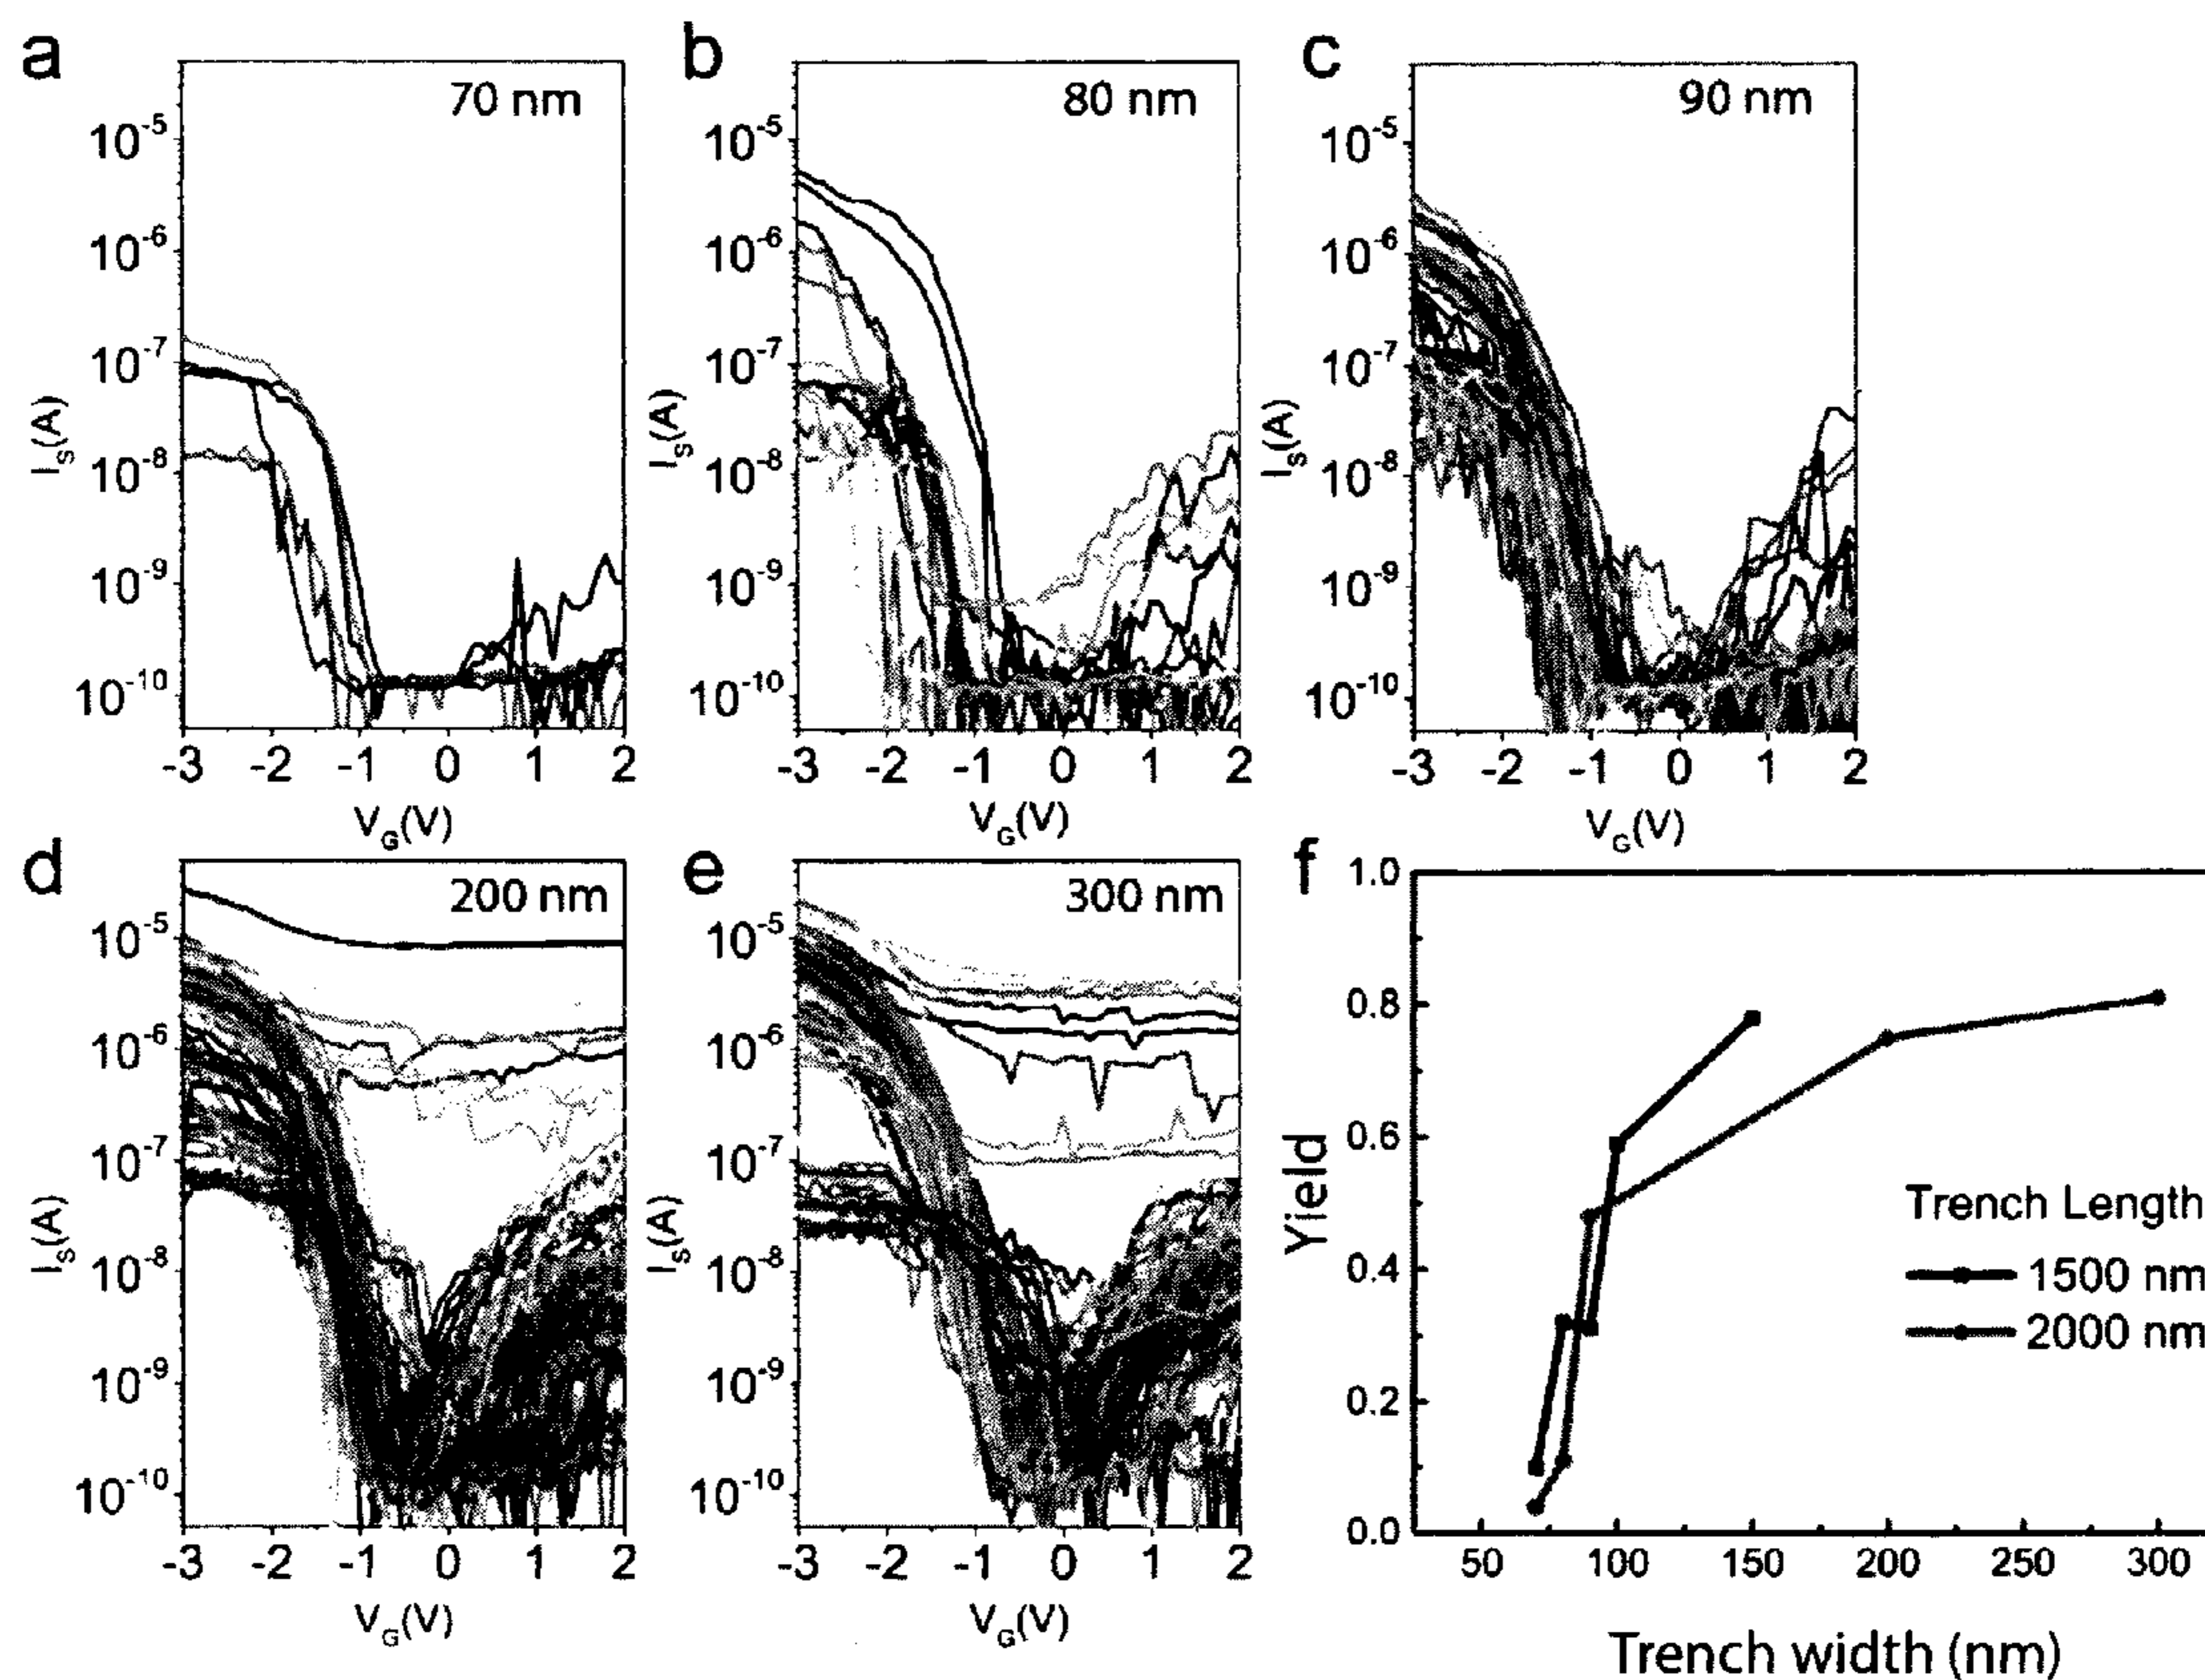 a
70 nm
10-5
10-6
10-7
10-8
10-9
10-10
IS(A)
-3 -2 -1 0 1 2
VG(V)
b
80 nm
10-5
10-6
10-7
10-8
10-9
10-10
IS(A)
-3 -2 -1 0 1 2
VG(V)
c
90 nm
10-5
10-6
10-7
10-8
10-9
10-10
IS(A)
-3 -2 -1 0 1 2
VG(V)
d
200 nm
10-5
10-6
10-7
10-8
10-9
10-10
IS(A)
-3 -2 -1 0 1 2
VG(V)
e
300 nm
10-5
10-6
10-7
10-8
10-9
10-10
IS(A)
-3 -2 -1 0 1 2
VG(V)
f
1.0
0.8
0.6
0.4
0.2
0.0
Yield
Trench Length
1500 nm
2000 nm
50 100 150 200 250 300
Trench width (nm)